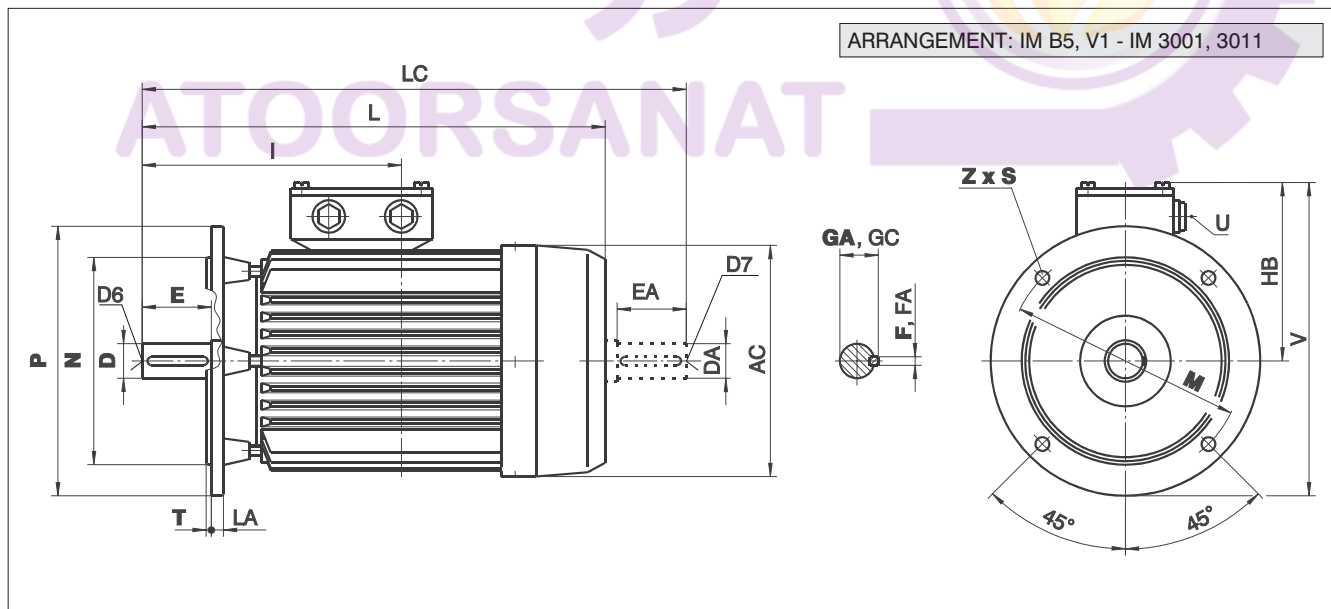 ARRANGEMENT: IM B5, V1 - IM 3001, 3011
ATOORSANAT
LC
L
I
Z x S
U
GA, GC
HB
D7
D6
E
EA
F, FA
V
P
N
D
DA
AC
M
T
LA
45°
45°